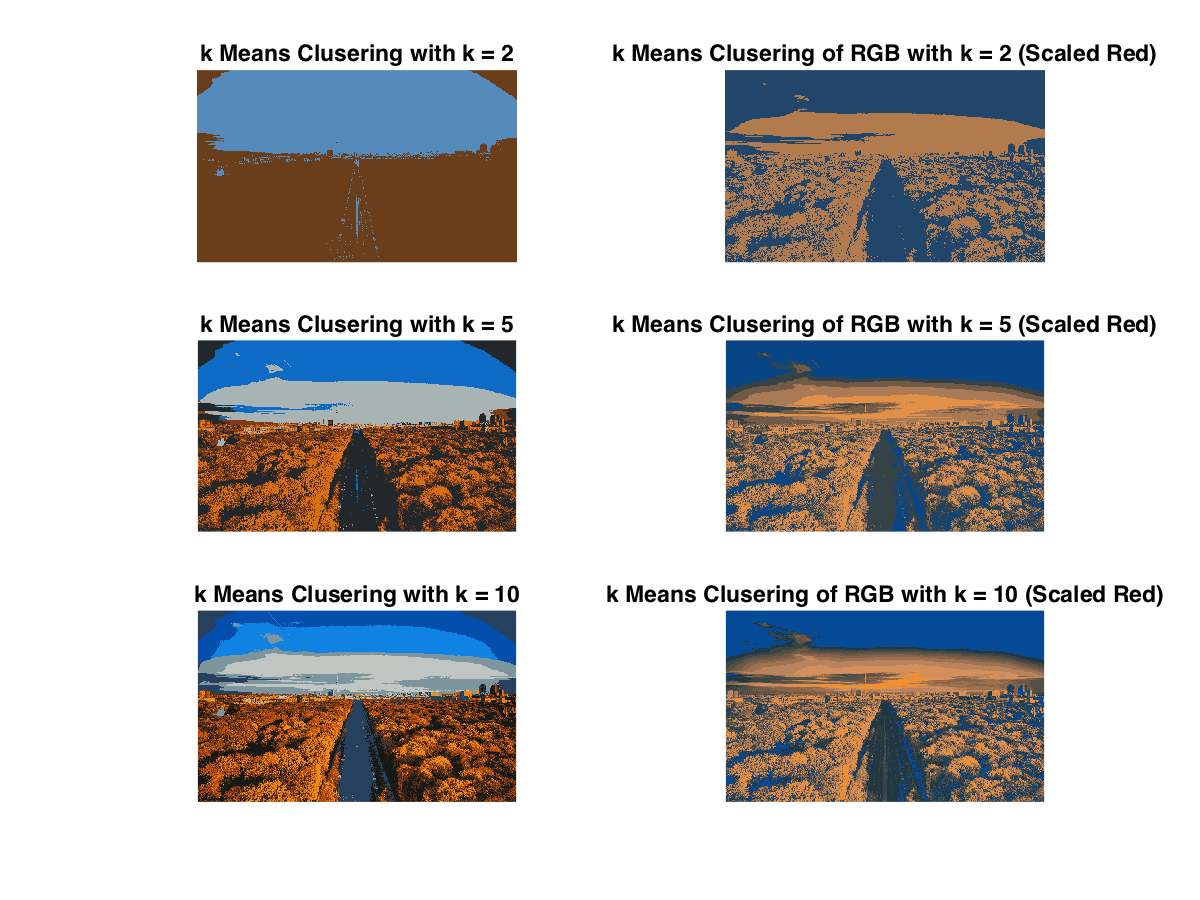 k Means Clusering with k = 2
k Means Clusering of RGB with k = 2 (Scaled Red)
k Means Clusering with k = 5
k Means Clusering of RGB with k = 5 (Scaled Red)
k Means Clusering with k = 10
k Means Clusering of RGB with k = 10 (Scaled Red)